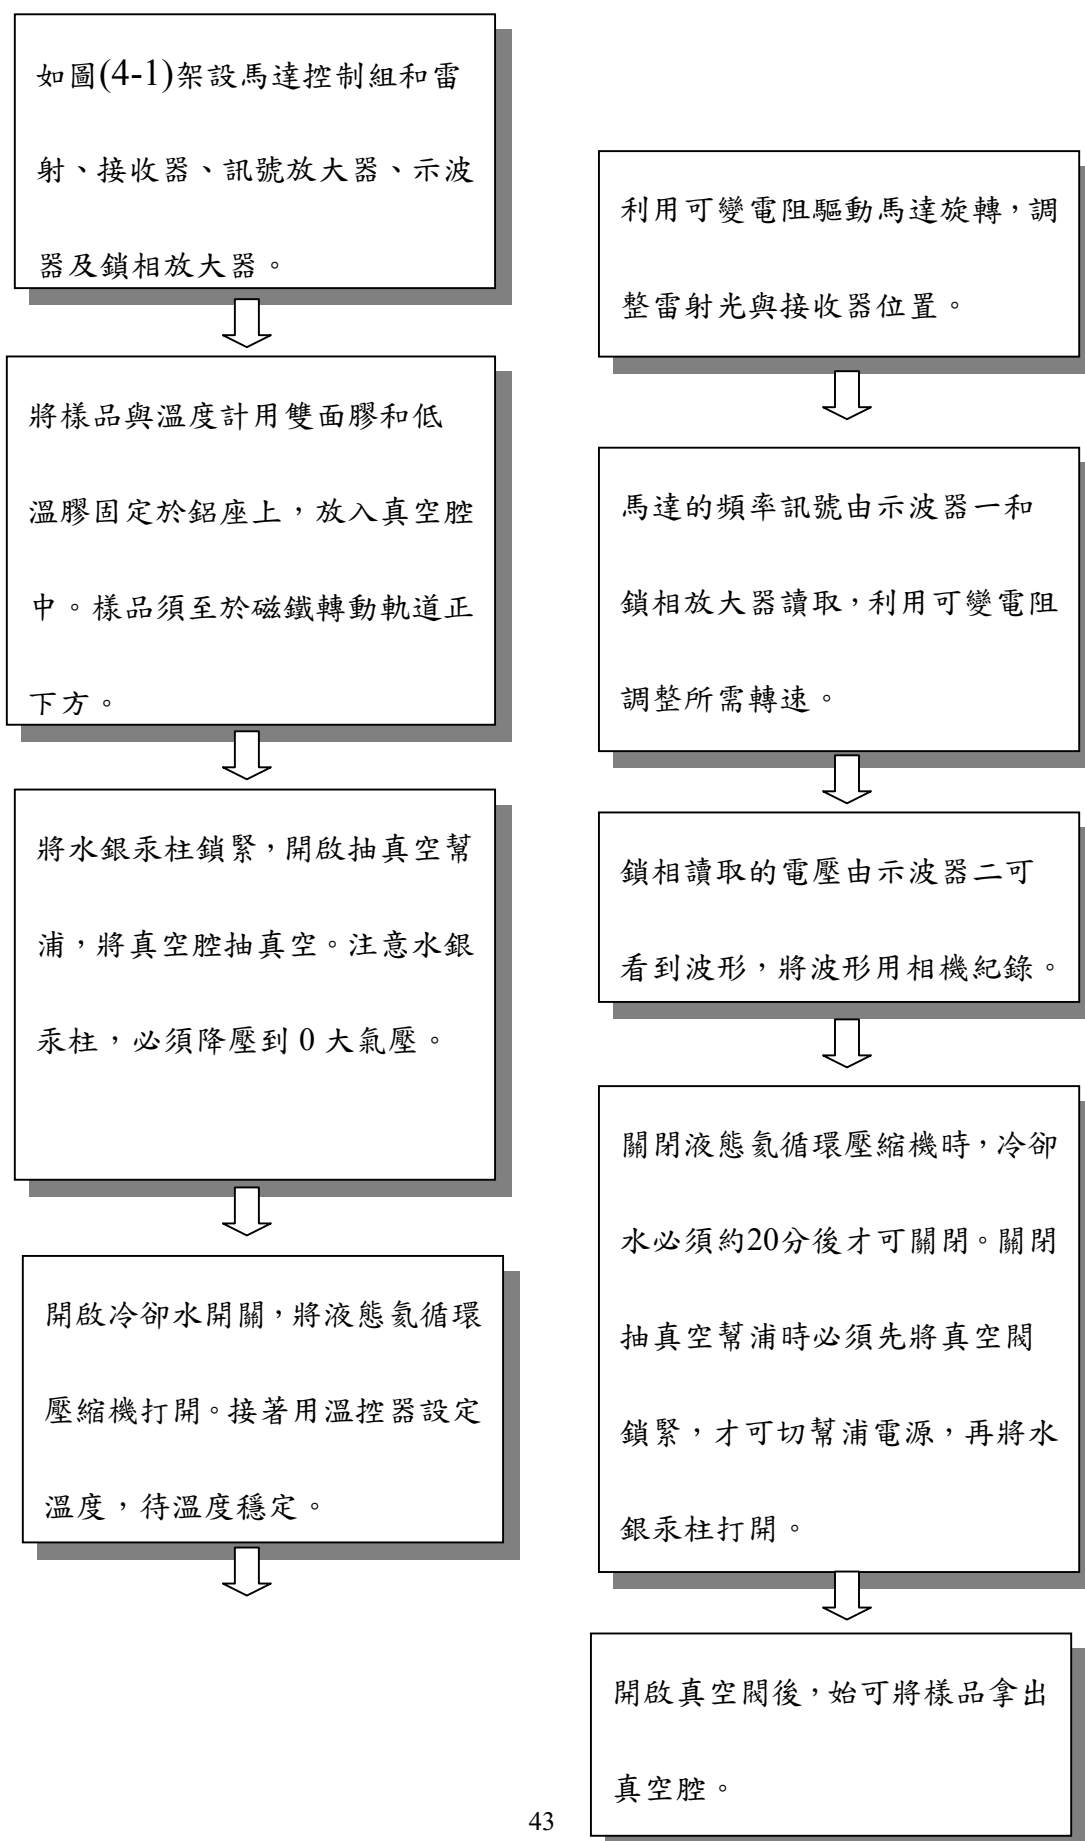 如圖(4-1)架設馬達控制組和雷
射、接收器、訊號放大器、示波
器及鎖相放大器。
將樣品與溫度計用雙面膠和低
溫膠固定於鋁座上，放入真空腔
中。樣品須至於磁鐵轉動軌道正
下方。
將水銀汞柱鎖緊，開啟抽真空幫
浦，將真空腔抽真空。注意水銀
汞柱，必須降壓到 0 大氣壓。
開啟冷卻水開關，將液態氦循環
壓縮機打開。接著用溫控器設定
溫度，待溫度穩定。
利用可變電阻驅動馬達旋轉，調
整雷射光與接收器位置。
馬達的頻率訊號由示波器一和
鎖相放大器讀取，利用可變電阻
調整所需轉速。
鎖相讀取的電壓由示波器二可
看到波形，將波形用相機紀錄。
關閉液態氦循環壓縮機時，冷卻
水必須約20分後才可關閉。關閉
抽真空幫浦時必須先將真空閥
鎖緊，才可切幫浦電源，再將水
銀汞柱打開。
開啟真空閥後，始可將樣品拿出
真空腔。
43